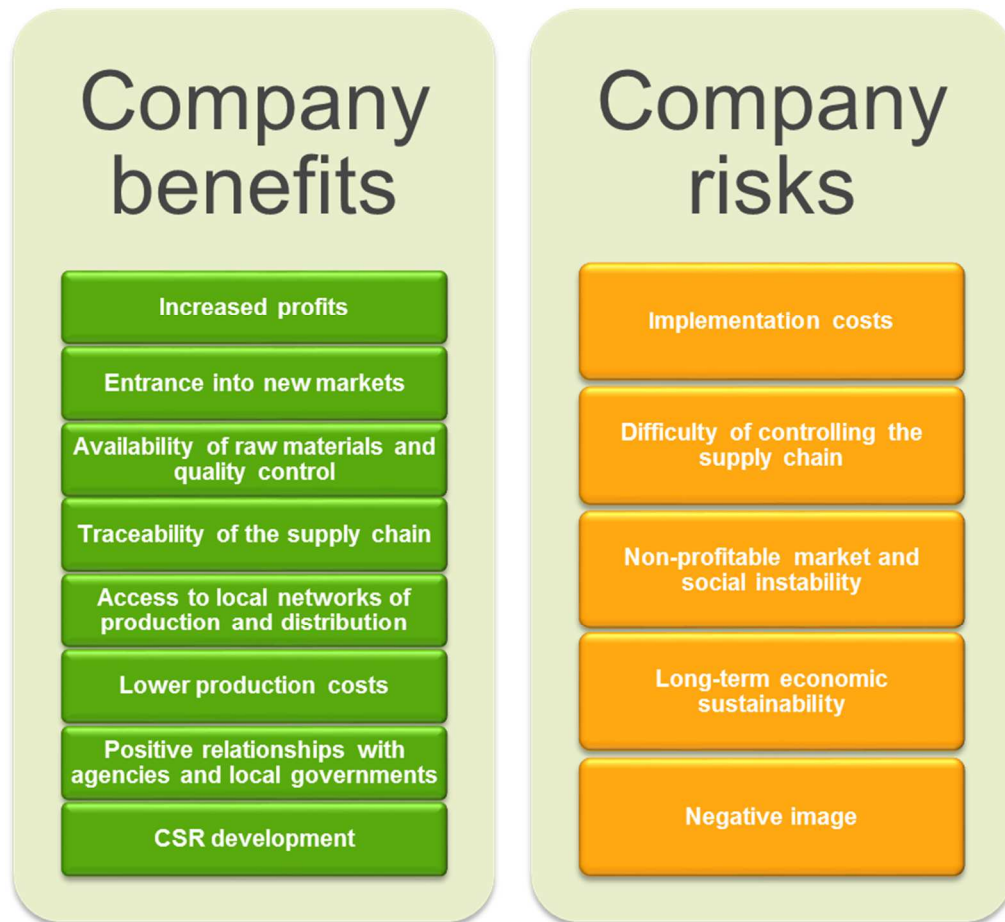 Company
benefits
Increased profits
Entrance into new markets
Availability of raw materials and
quality control
Traceability of the supply chain
Access to local networks of
production and distribution
Lower production costs
Positive relationships with
agencies and local governments
CSR development
Company
risks
Implementation costs
Difficulty of controlling the
supply chain
Non-profitable market and
social instability
Long-term economic
sustainability
Negative image